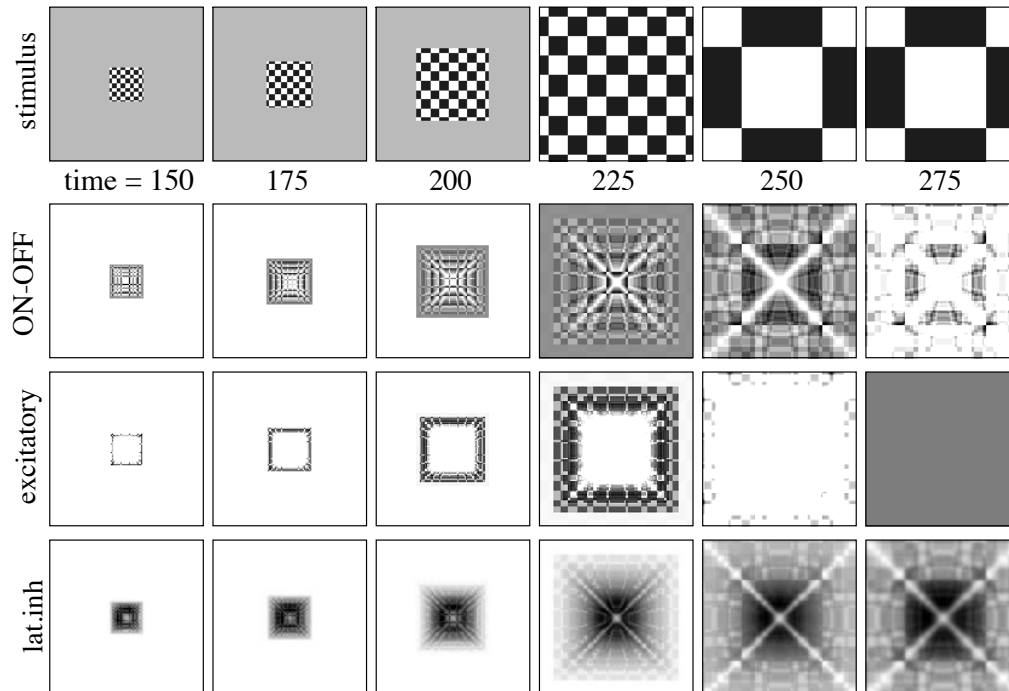 stimulus
time = 150 175 200 225 250 275
ON-OFF
excitatory
lat.inh